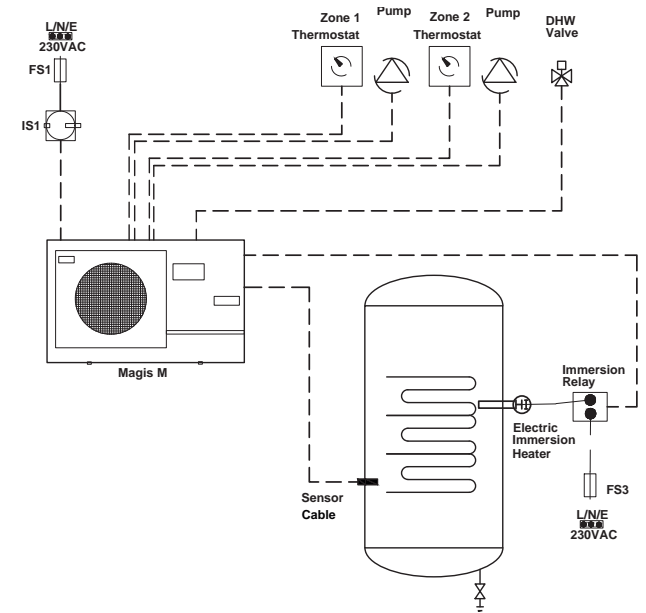 L/N/E
230VAC
FS1
IS1
Zone 1
Thermostat
Pump
Zone 2
Thermostat
Pump
DHW
Valve
Magis M
Immersion
Relay
Electric
Immersion
Heater
Sensor
Cable
FS3
L/N/E
230VAC